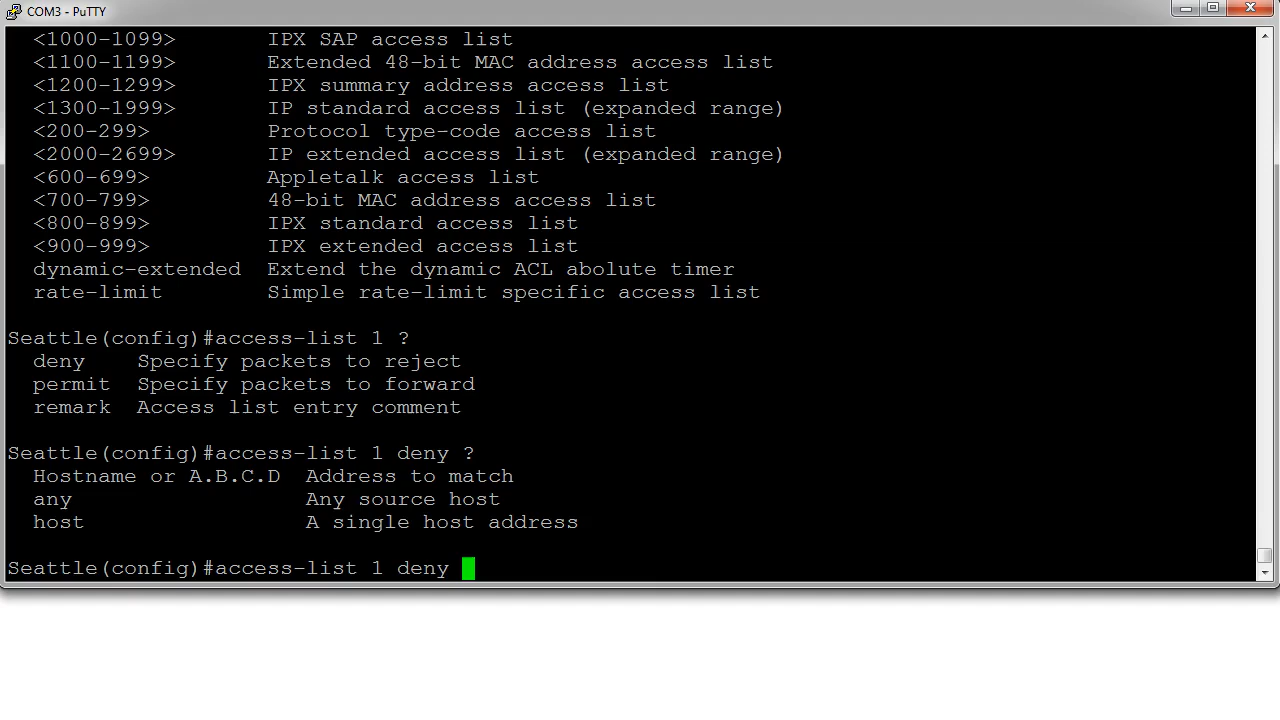 COM3 - PuTTY
<1000-1099> IPX SAP access list
<1100-1199> Extended 48-bit MAC address access list
<1200-1299> IPX summary address access list
<1300-1999> IP standard access list (expanded range)
<200-299> Protocol type-code access list
<2000-2699> IP extended access list (expanded range)
<600-699> Appletalk access list
<700-799> 48-bit MAC address access list
<800-899> IPX standard access list
<900-999> IPX extended access list
dynamic-extended Extend the dynamic ACL abolute timer
rate-limit Simple rate-limit specific access list
Seattle(config)#access-list 1 ?
deny Specify packets to reject
permit Specify packets to forward
remark Access list entry comment
Seattle(config)#access-list 1 deny ?
Hostname or A.B.C.D Address to match
any Any source host
host A single host address
Seattle(config)#access-list 1 deny